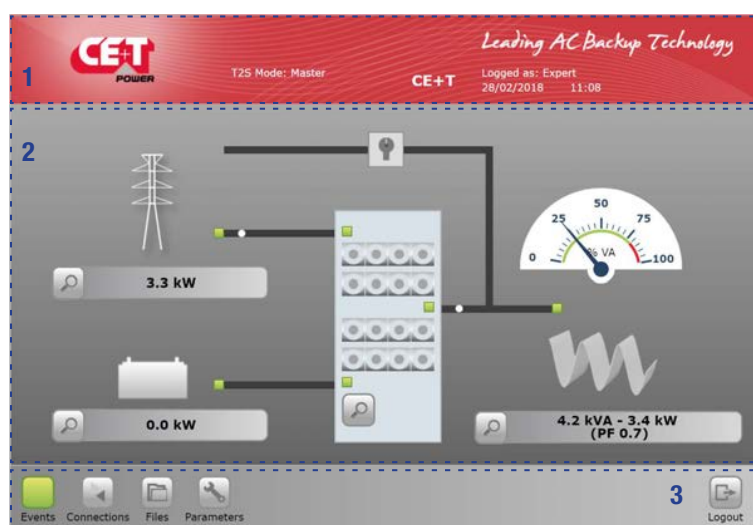 1
CE+T
POWER
T2S Mode: Master
CE+T
Leading AC Backup Technology
Logged as: Expert
28/02/2018 11:08
2
3.3 kW
0.0 kW
0
25
50
75
100
% VA
4.2 kVA - 3.4 kW
(PF 0.7)
Events
Connections
Files
Parameters
3
Logout